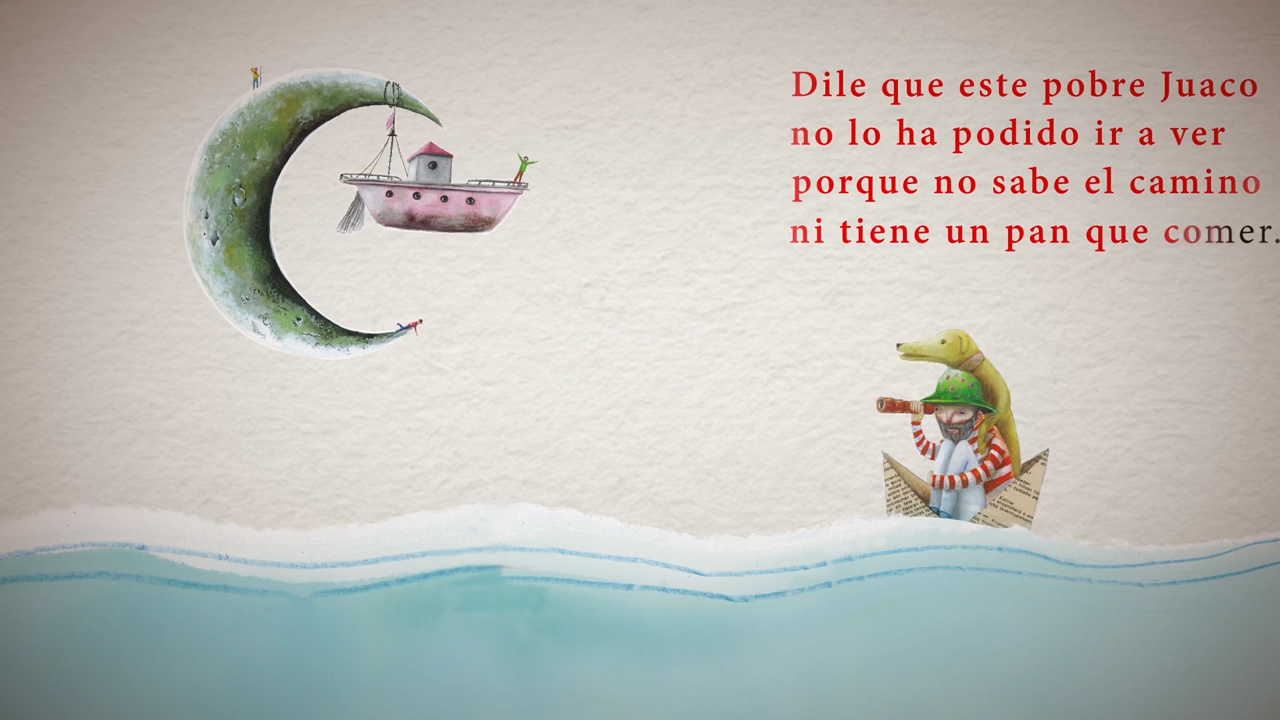 Dile que este pobre Juaco
no lo ha podido ir a ver
porque no sabe el camino
ni tiene un pan que comer.